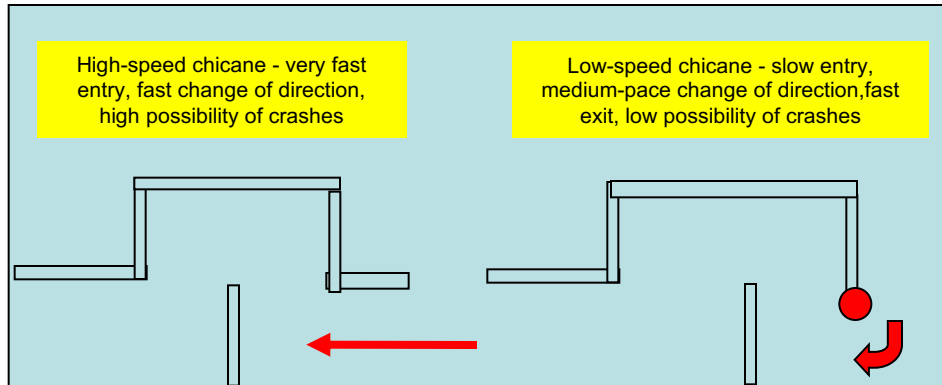 High-speed chicane - very fast
entry, fast change of direction,
high possibility of crashes
Low-speed chicane - slow entry,
medium-pace change of direction,fast
exit, low possibility of crashes